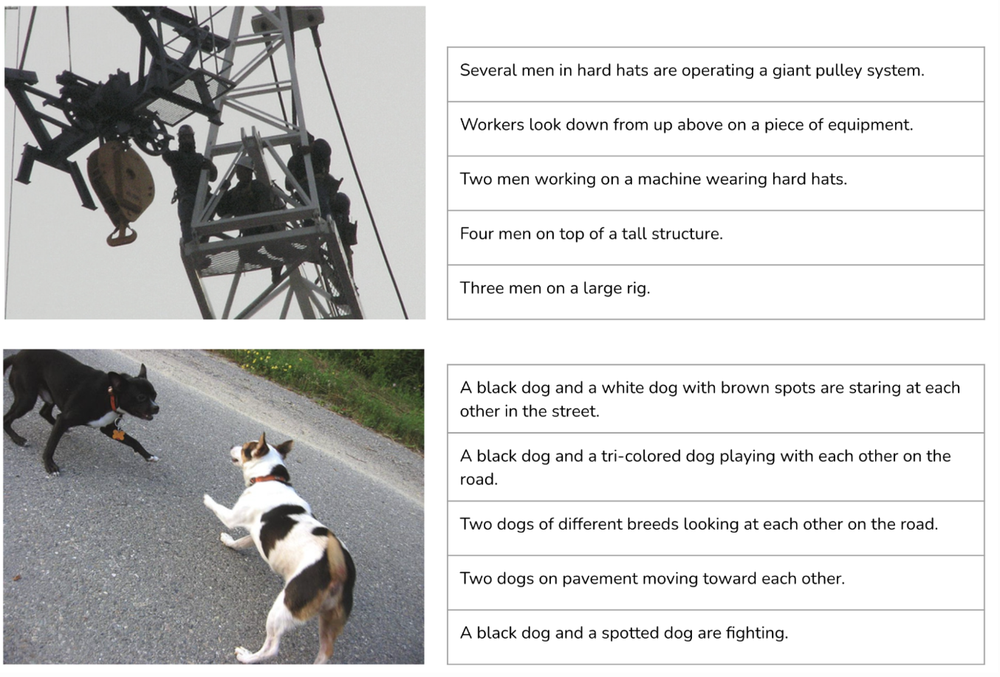 Several men in hard hats are operating a giant pulley system.
Workers look down from up above on a piece of equipment.
Two men working on a machine wearing hard hats.
Four men on top of a tall structure.
Three men on a large rig.
A black dog and a white dog with brown spots are staring at each
other in the street.
A black dog and a tri-colored dog playing with each other on the
road.
Two dogs of different breeds looking at each other on the road.
Two dogs on pavement moving toward each other.
A black dog and a spotted dog are fighting.